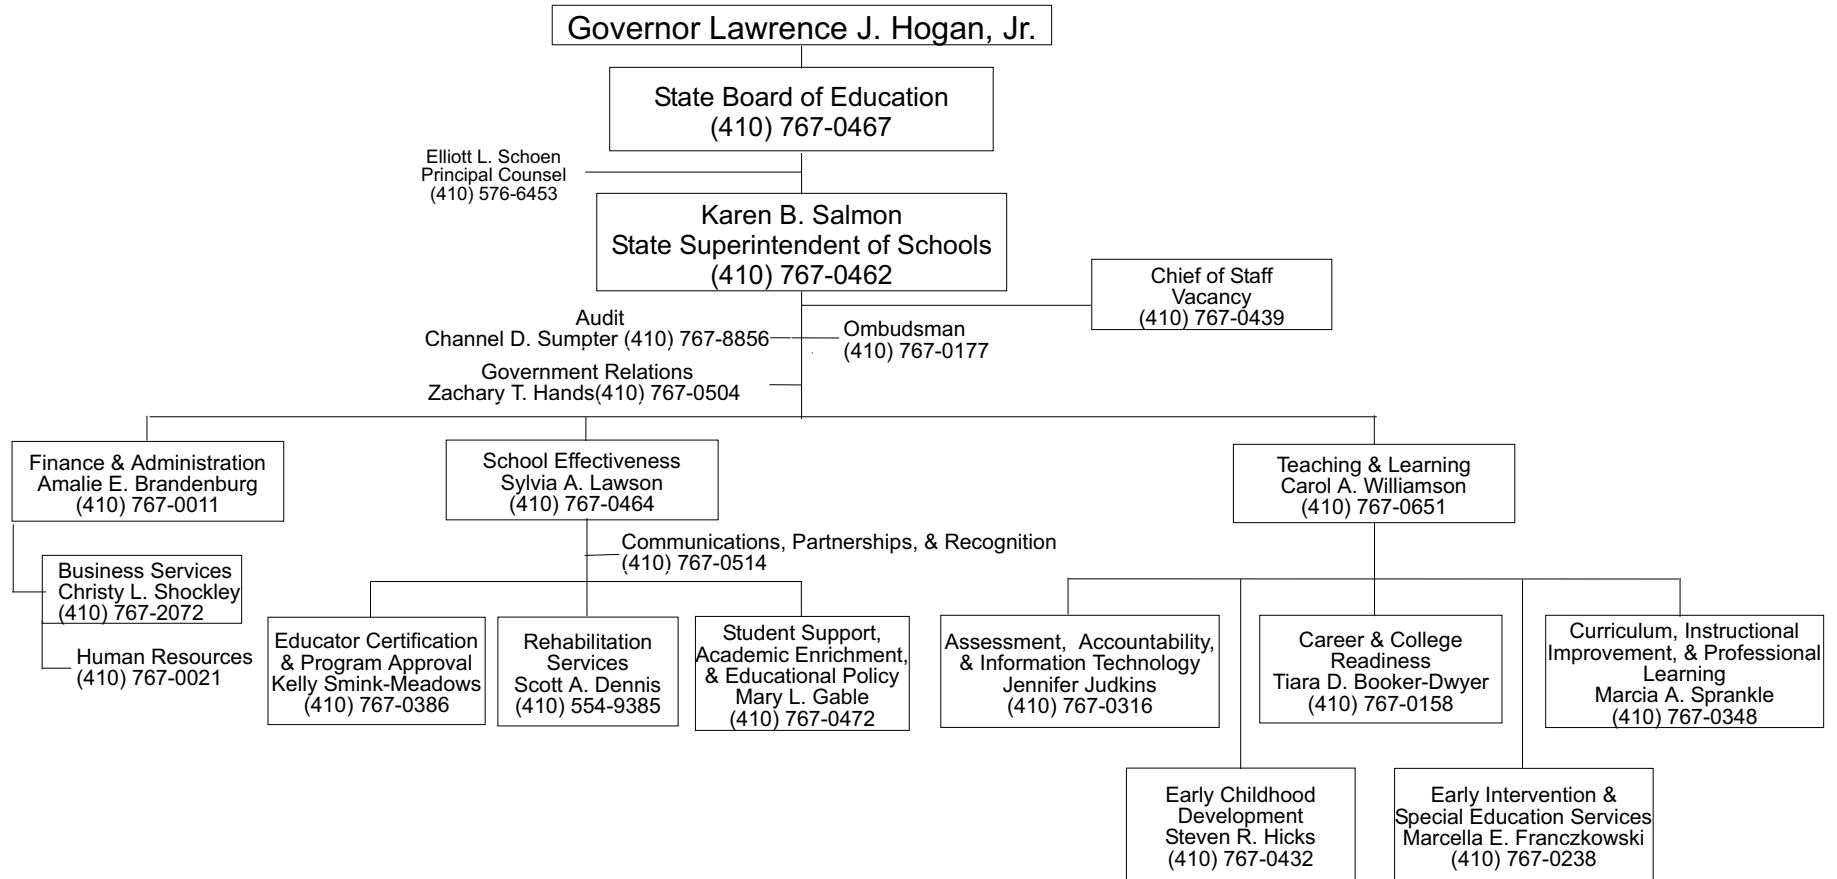 Governor Lawrence J. Hogan, Jr.
State Board of Education
(410) 767-0467
Elliott L. Schoen
Principal Counsel
(410) 576-6453
Karen B. Salmon
State Superintendent of Schools
(410) 767-0462
Chief of Staff
Vacancy
(410) 767-0439
Audit
Channel D. Sumpter (410) 767-8856
Ombudsman
(410) 767-0177
Government Relations
Zachary T. Hands(410) 767-0504
Finance & Administration
Amalie E. Brandenburg
(410) 767-0011
School Effectiveness
Sylvia A. Lawson
(410) 767-0464
Teaching & Learning
Carol A. Williamson
(410) 767-0651
Communications, Partnerships, & Recognition
(410) 767-0514
Business Services
Christy L. Shockley
(410) 767-2072
Human Resources
(410) 767-0021
Educator Certification
& Program Approval
Kelly Smink-Meadows
(410) 767-0386
Rehabilitation
Services
Scott A. Dennis
(410) 554-9385
Student Support,
Academic Enrichment,
& Educational Policy
Mary L. Gable
(410) 767-0472
Assessment, Accountability,
& Information Technology
Jennifer Judkins
(410) 767-0316
Career & College
Readiness
Tiara D. Booker-Dwyer
(410) 767-0158
Curriculum, Instructional
Improvement, & Professional
Learning
Marcia A. Sprankle
(410) 767-0348
Early Childhood
Development
Steven R. Hicks
(410) 767-0432
Early Intervention &
Special Education Services
Marcella E. Franczkowski
(410) 767-0238